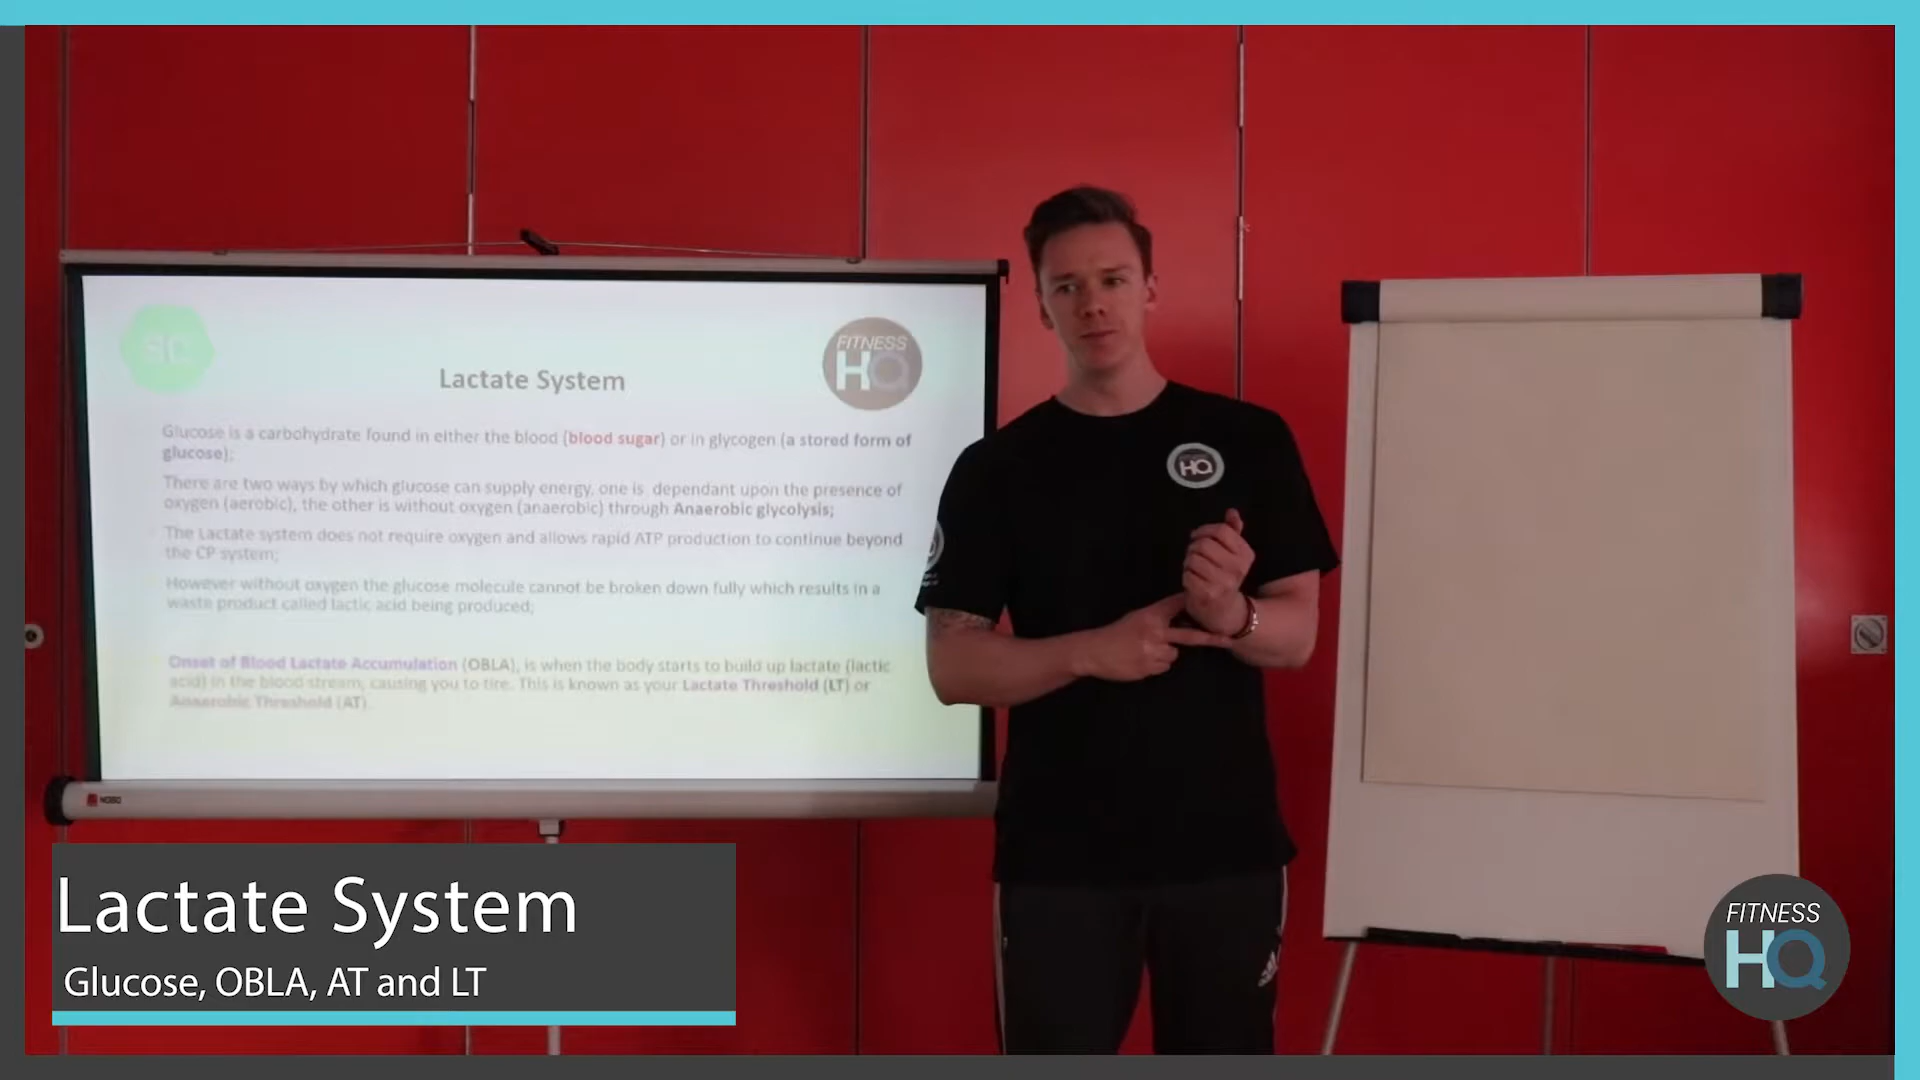 SIC
FITNESS
HQ
Lactate System
Glucose is a carbohydrate found in either the blood (blood sugar) or in glycogen (a stored form of
glucose);
There are two ways by which glucose can supply energy, one is dependant upon the presence of
oxygen (aerobic), the other is without oxygen (anaerobic) through Anaerobic glycolysis;
The Lactate system does not require oxygen and allows rapid ATP production to continue beyond
the CP system;
However without oxygen the glucose molecule cannot be broken down fully which results in a
waste product called lactic acid being produced;
Onset of Blood Lactate Accumulation (OBLA), is when the body starts to build up lactate (lactic
acid) in the blood stream, causing you to tire. This is known as your Lactate Threshold (LT) or
Anaerobic Threshold (AT).
HQ
NOBO
Lactate System
Glucose, OBLA, AT and LT
FITNESS
HQ